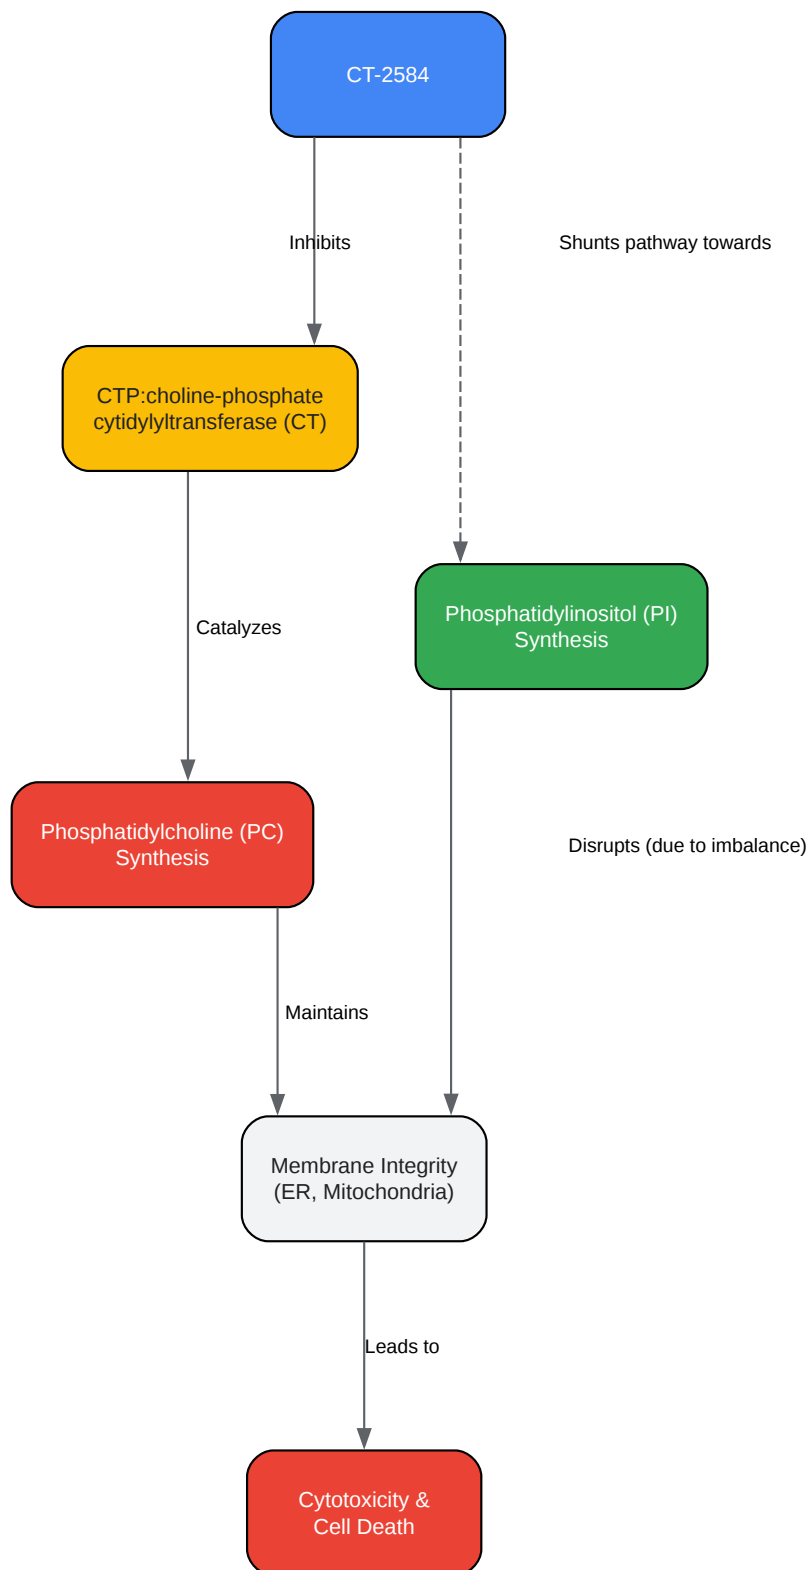 CT-2584
Inhibits
Shunts pathway towards
CTP:choline-phosphate
cytidylyltransferase (CT)
Phosphatidylinositol (PI)
Synthesis
Catalyzes
Phosphatidylcholine (PC)
Synthesis
Disrupts (due to imbalance)
Maintains
Membrane Integrity
(ER, Mitochondria)
Leads to
Cytotoxicity &
Cell Death